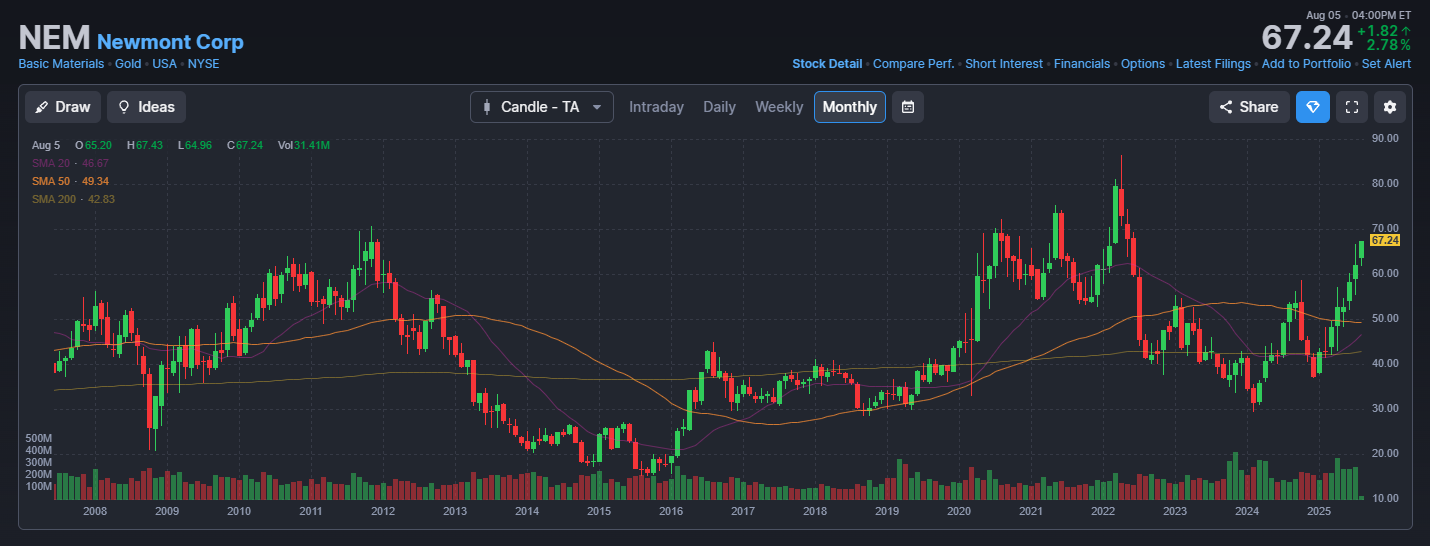 Aug 05 · 04:00PM ET
NEM Newmont Corp 67.24 +1.82 ↑
2.78%
Basic Materials • Gold • USA • NYSE
Stock Detail • Compare Perf. • Short Interest • Financials • Options • Latest Filings • Add to Portfolio • Set Alert
Draw Ideas Candle - TA Intraday Daily Weekly Monthly Share
Aug 5 O 65.20 H 67.43 L 64.96 C 67.24 Vol 31.41M
SMA 20 · 46.67
SMA 50 · 49.34
SMA 200 · 42.83
90.00
80.00
70.00
67.24
60.00
50.00
40.00
30.00
20.00
10.00
500M
400M
300M
200M
100M
2008 2009 2010 2011 2012 2013 2014 2015 2016 2017 2018 2019 2020 2021 2022 2023 2024 2025